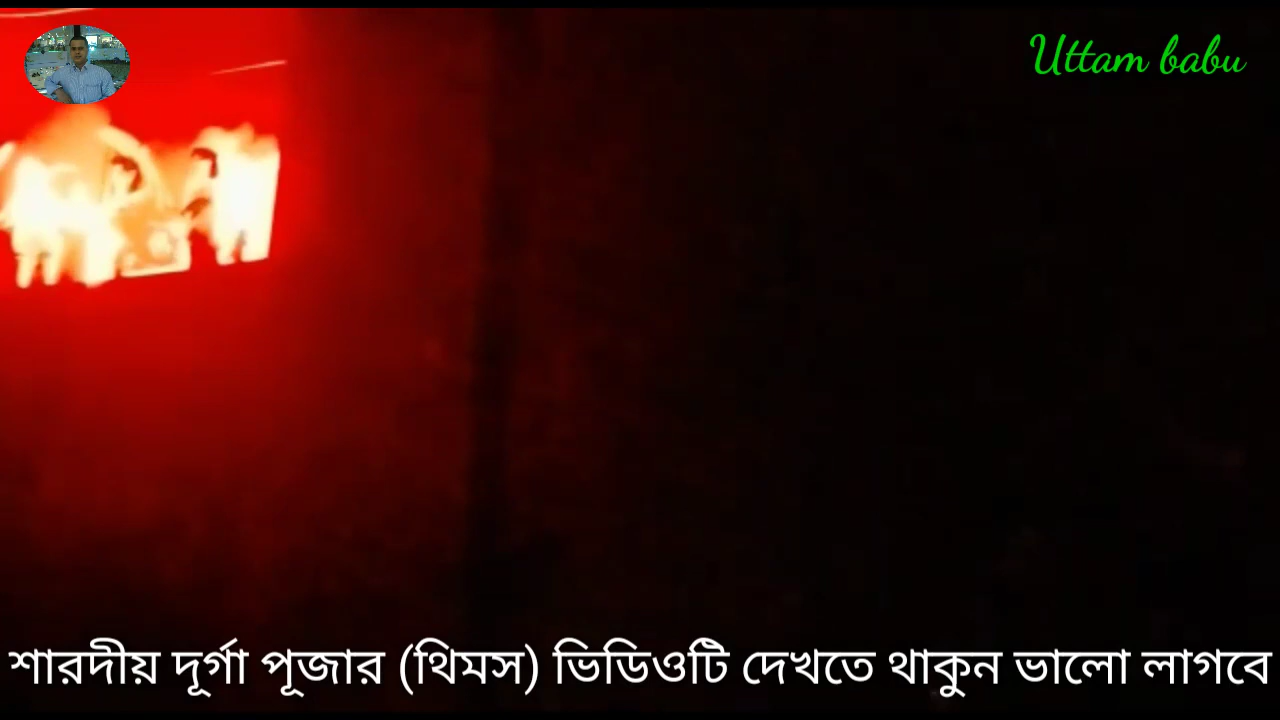 Uttam babu
শারদীয় দূর্গা পূজার (থিমস) ভিডিওটি দেখতে থাকুন ভালো লাগবে